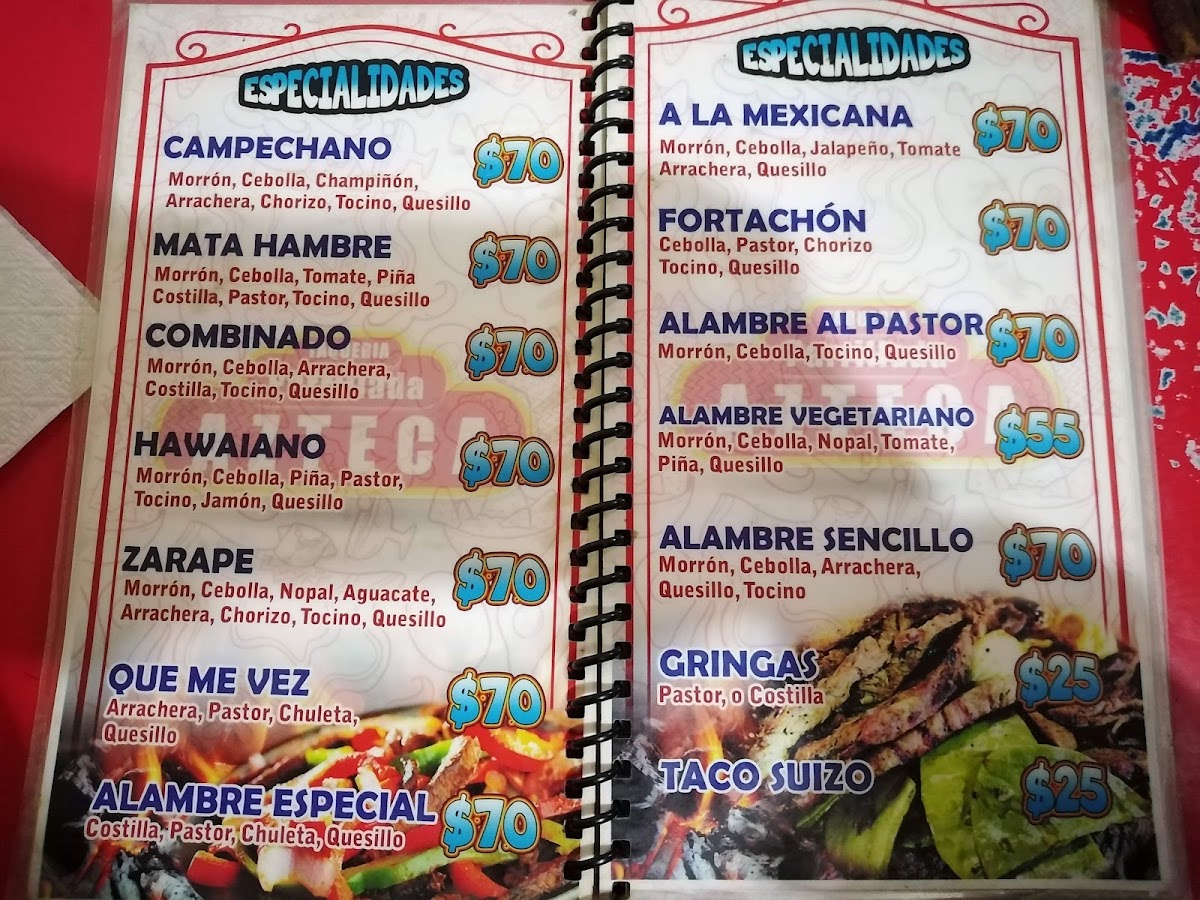 ESPECIALIDADES
CAMPECHANO $70
Morrón, Cebolla, Champiñón,
Arrachera, Chorizo, Tocino, Quesillo
MATA HAMBRE $70
Morrón, Cebolla, Tomate, Piña
Costilla, Pastor, Tocino, Quesillo
COMBINADO $70
Morrón, Cebolla, Arrachera,
Costilla, Tocino, Quesillo
HAWAIANO $70
Morrón, Cebolla, Piña, Pastor,
Tocino, Jamón, Quesillo
ZARAPE $70
Morrón, Cebolla, Nopal, Aguacate,
Arrachera, Chorizo, Tocino, Quesillo
QUE ME VEZ $70
Arrachera, Pastor, Chuleta,
Quesillo
ALAMBRE ESPECIAL $70
Costilla, Pastor, Chuleta, Quesillo
TAQUERIA
AZTECA
ESPECIALIDADES
A LA MEXICANA $70
Morrón, Cebolla, Jalapeño, Tomate
Arrachera, Quesillo
FORTACHÓN $70
Cebolla, Pastor, Chorizo
Tocino, Quesillo
ALAMBRE AL PASTOR $70
Morrón, Cebolla, Tocino, Quesillo
ALAMBRE VEGETARIANO $55
Morrón, Cebolla, Nopal, Tomate,
Piña, Quesillo
ALAMBRE SENCILLO $70
Morrón, Cebolla, Arrachera,
Quesillo, Tocino
GRINGAS $25
Pastor, o Costilla
TACO SUIZO $25